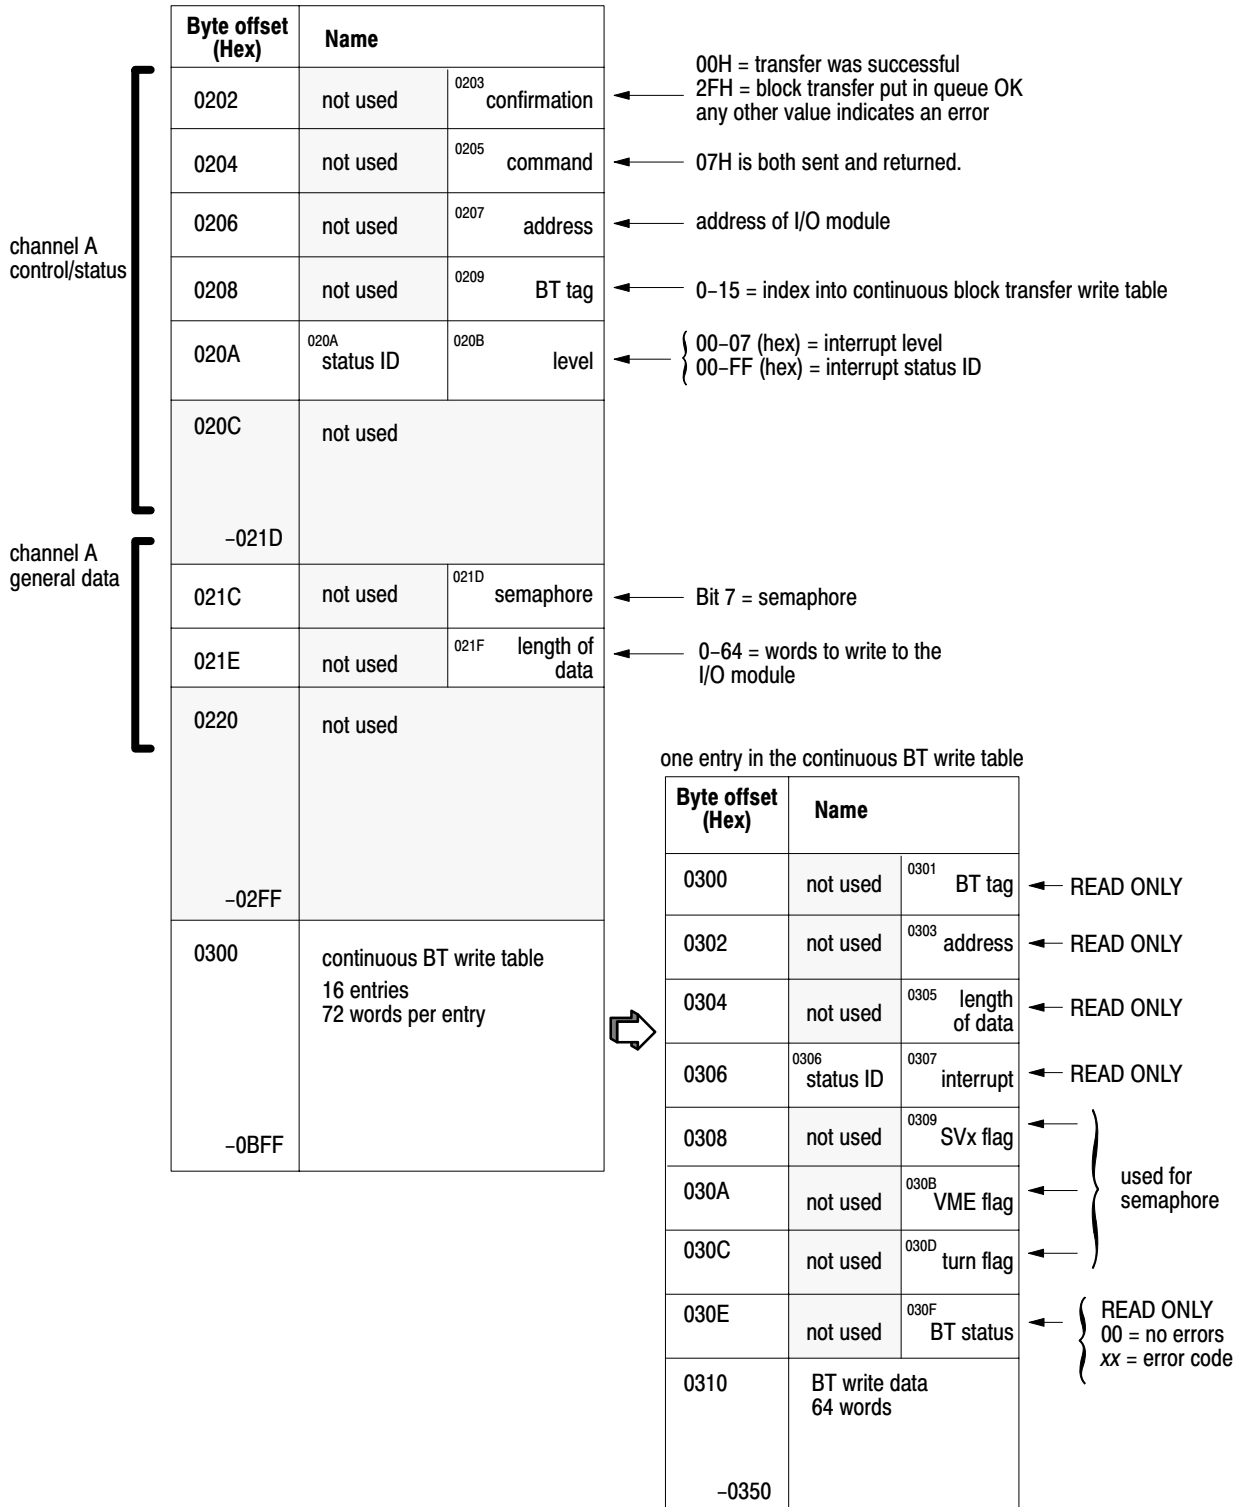 Byte offset
(Hex)
Name
channel A
control/status
0202
not used
0203
confirmation
00H = transfer was successful
2FH = block transfer put in queue OK
any other value indicates an error
0204
not used
0205
command
07H is both sent and returned.
0206
not used
0207
address
address of I/O module
0208
not used
0209
BT tag
0–15 = index into continuous block transfer write table
020A
020A
status ID
020B
level
00–07 (hex) = interrupt level
00–FF (hex) = interrupt status ID
020C
not used
–021D
channel A
general data
021C
not used
021D
semaphore
Bit 7 = semaphore
021E
not used
021F
length of
data
0–64 = words to write to the
I/O module
0220
not used
–02FF
0300
continuous BT write table
16 entries
72 words per entry
–0BFF
one entry in the continuous BT write table
Byte offset
(Hex)
Name
0300
not used
0301
BT tag
READ ONLY
0302
not used
0303
address
READ ONLY
0304
not used
0305
length
of data
READ ONLY
0306
0306
status ID
0307
interrupt
READ ONLY
0308
not used
0309
SVx flag
030A
not used
030B
VME flag
used for
semaphore
030C
not used
030D
turn flag
030E
not used
030F
BT status
READ ONLY
00 = no errors
xx = error code
0310
BT write data
64 words
–0350